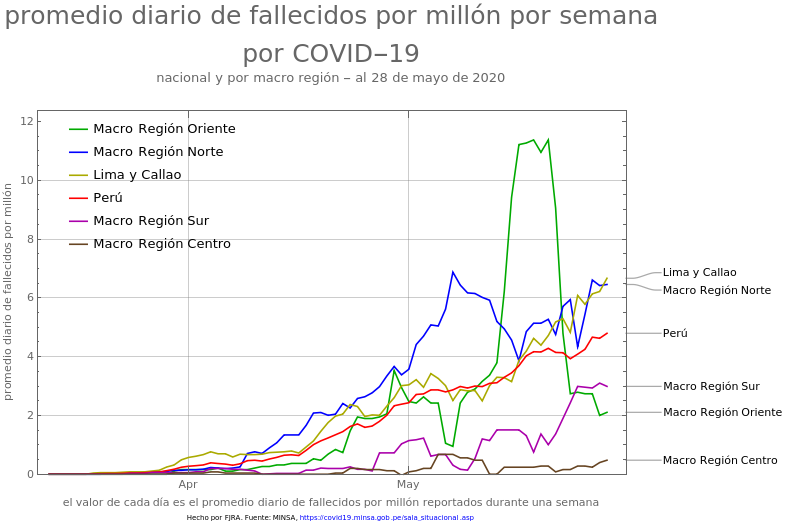 promedio diario de fallecidos por millón por semana
por COVID−19
nacional y por macro región − al 28 de mayo de 2020
12
10
8
6
4
2
0
promedio diario de fallecidos por millón
Macro Región Oriente
Macro Región Norte
Lima y Callao
Perú
Macro Región Sur
Macro Región Centro
Lima y Callao
Macro Región Norte
Perú
Macro Región Sur
Macro Región Oriente
Macro Región Centro
Apr
May
el valor de cada día es el promedio diario de fallecidos por millón reportados durante una semana
Hecho por FJRA. Fuente: MINSA, https://covid19.minsa.gob.pe/sala_situacional.asp